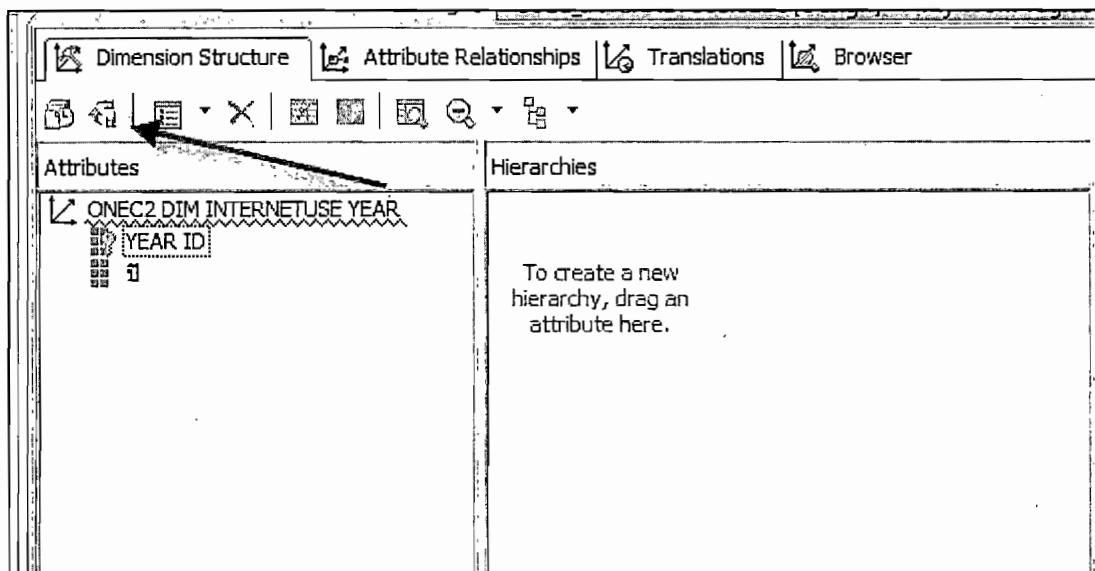 Dimension Structure
Attribute Relationships
Translations
Browser
Attributes
Hierarchies
ONEC2 DIM INTERNETUSE YEAR
YEAR ID
ปี
To create a new
hierarchy, drag an
attribute here.